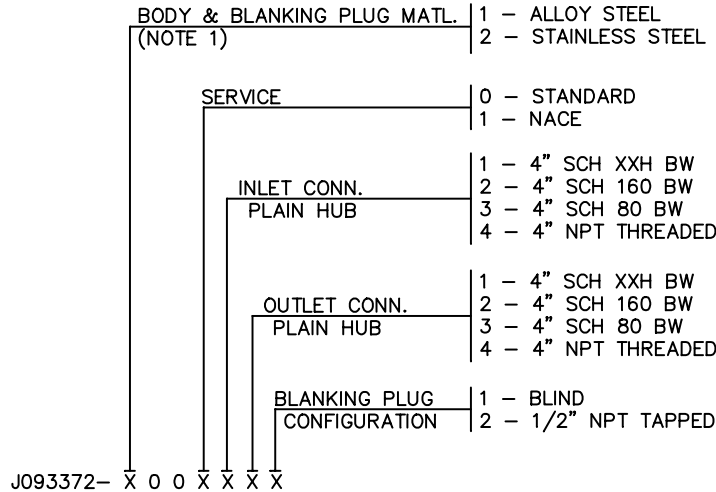 BODY & BLANKING PLUG MATL.
(NOTE 1)
1 – ALLOY STEEL
2 – STAINLESS STEEL
SERVICE
0 – STANDARD
1 – NACE
INLET CONN.
PLAIN HUB
1 – 4" SCH XXH BW
2 – 4" SCH 160 BW
3 – 4" SCH 80 BW
4 – 4" NPT THREADED
OUTLET CONN.
PLAIN HUB
1 – 4" SCH XXH BW
2 – 4" SCH 160 BW
3 – 4" SCH 80 BW
4 – 4" NPT THREADED
BLANKING PLUG
CONFIGURATION
1 – BLIND
2 – 1/2" NPT TAPPED
J093372– X 0 0 X X X X